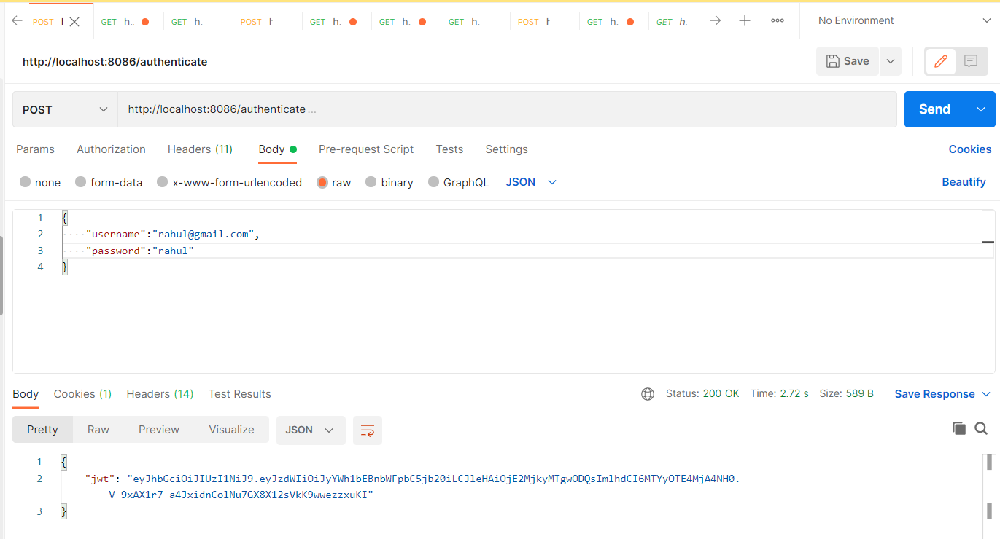 POST h GET h.. GET h. POST h GET h. GET h. GET h. POST h GET h. GET h. No Environment
http://localhost:8086/authenticate Save
POST http://localhost:8086/authenticate ... Send
Params Authorization Headers (11) Body Pre-request Script Tests Settings Cookies
none form-data x-www-form-urlencoded raw binary GraphQL JSON Beautify
1 {
2 "username":"rahul@gmail.com",
3 "password":"rahul"
4 }
Body Cookies (1) Headers (14) Test Results Status: 200 OK Time: 2.72 s Size: 589 B Save Response
Pretty Raw Preview Visualize JSON
1 {
2 "jwt": "eyJhbGciOiJIUzI1NiJ9.eyJzdWIiOiJyYWh1bEBnbWFpbC5jb20iLCJleHAiOjE2MjkyMTgwODQsImlhdCI6MTYyOTE4MjA4NH0.
V_9xAX1r7_a4JxidnColNu7GX8X12sVkK9wwezzxuKI"
3 }